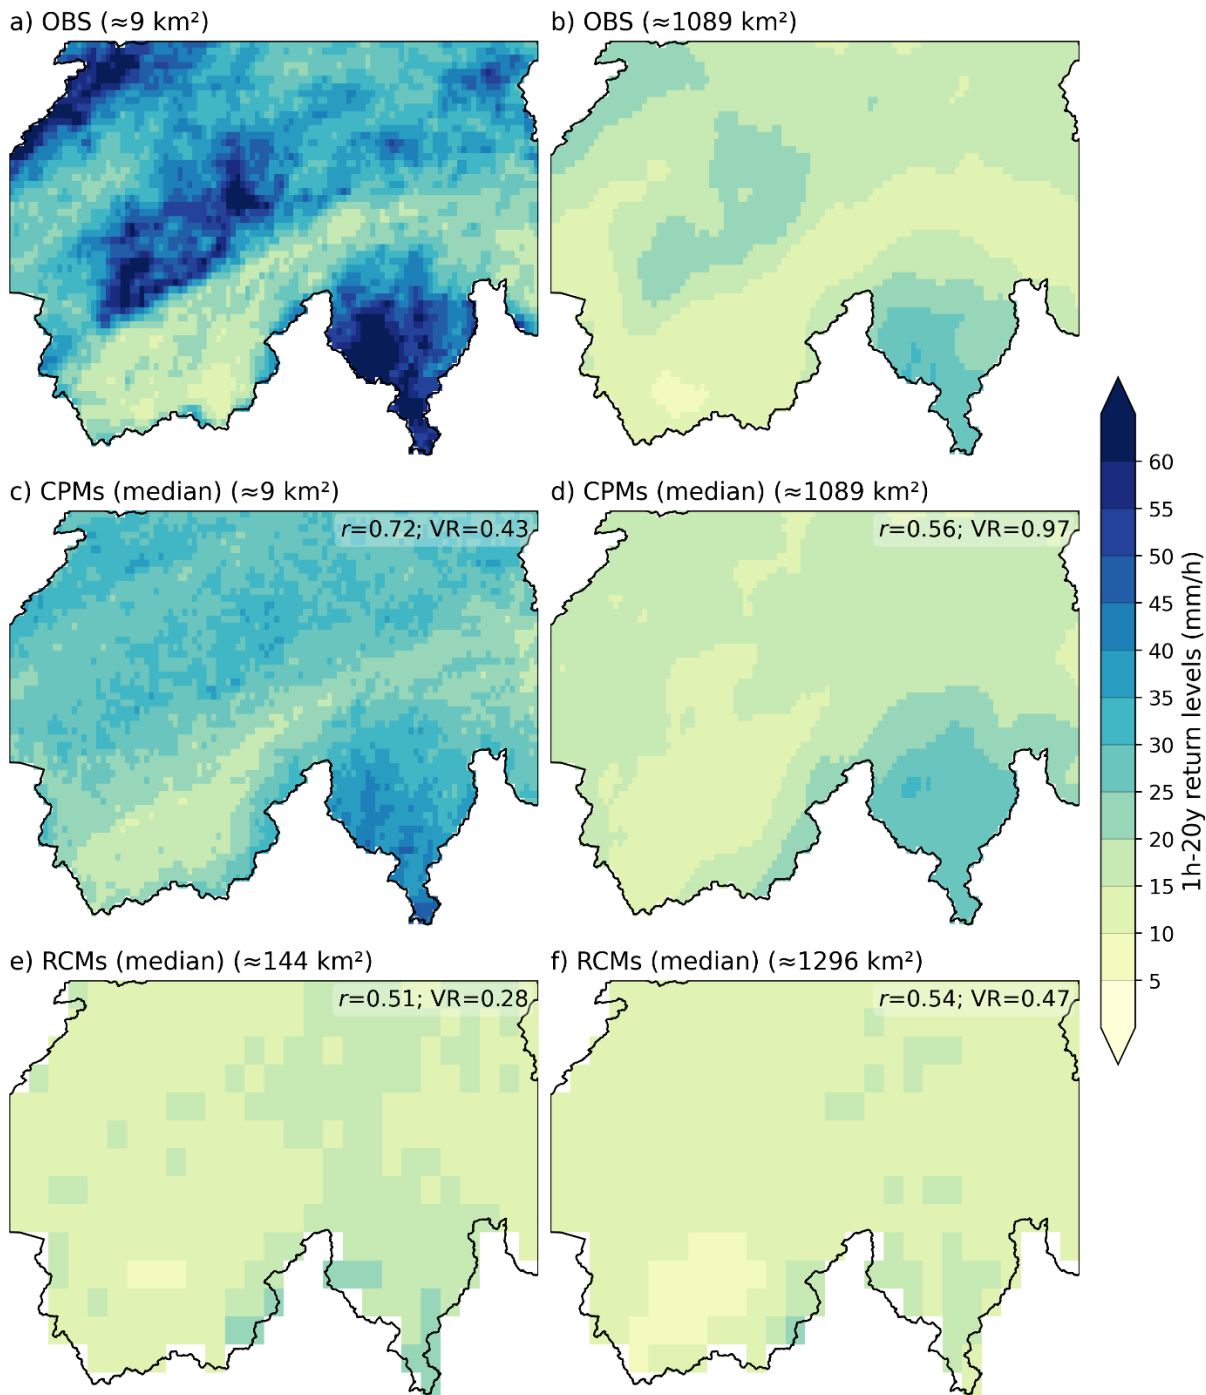 a) OBS (≈9 km²)
b) OBS (≈1089 km²)
c) CPMs (median) (≈9 km²)
r=0.72; VR=0.43
d) CPMs (median) (≈1089 km²)
r=0.56; VR=0.97
e) RCMs (median) (≈144 km²)
r=0.51; VR=0.28
f) RCMs (median) (≈1296 km²)
r=0.54; VR=0.47
60
55
50
45
40
35
30
25
20
15
10
5
1h-20y return levels (mm/h)